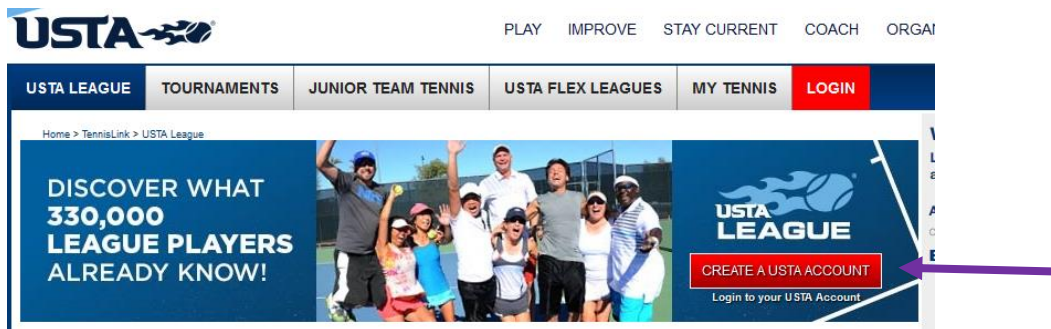 USTA
PLAY IMPROVE STAY CURRENT COACH
USTA LEAGUE TOURNAMENTS JUNIOR TEAM TENNIS USTA FLEX LEAGUES MY TENNIS LOGIN
Home > TennisLink > USTA League
DISCOVER WHAT
330,000
LEAGUE PLAYERS
ALREADY KNOW!
USTA
LEAGUE
CREATE A USTA ACCOUNT
Login to your USTA Account